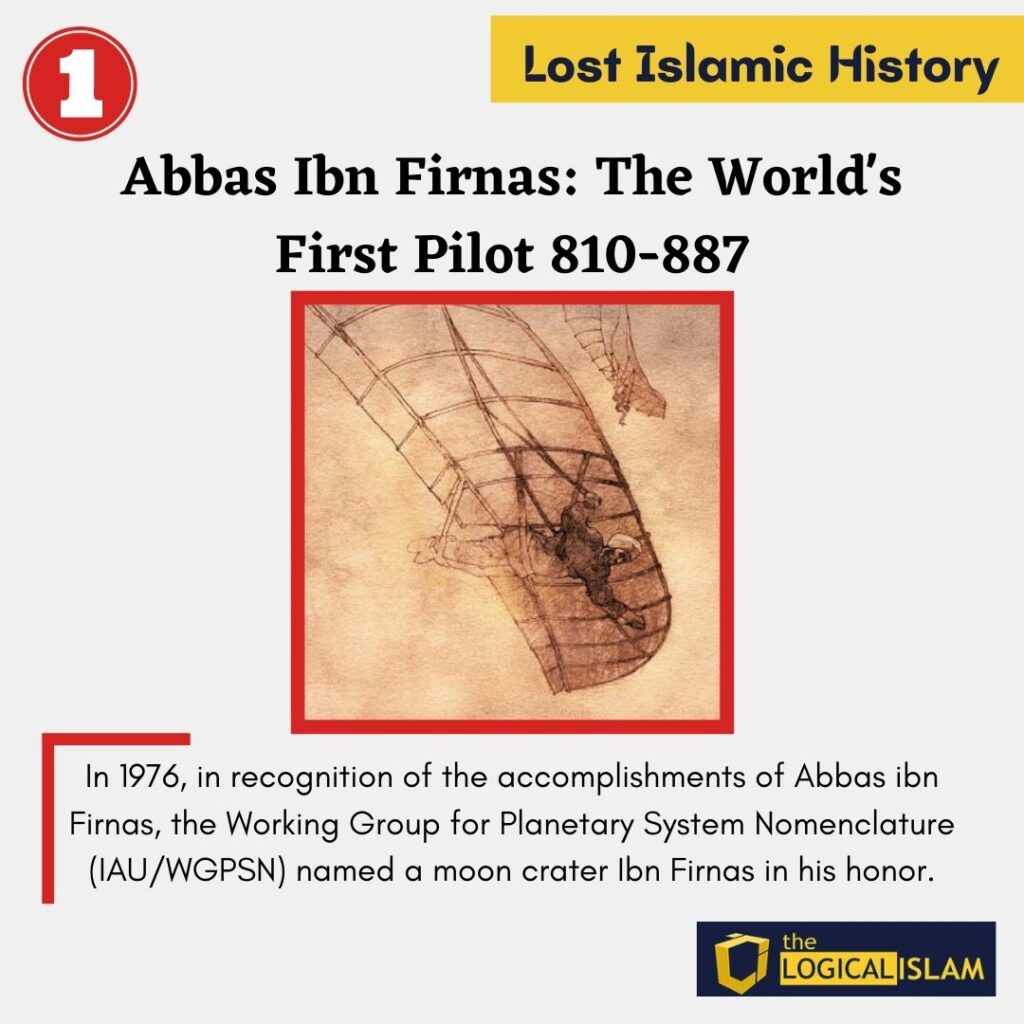 1
Lost Islamic History
Abbas Ibn Firnas: The World's
First Pilot 810-887
In 1976, in recognition of the accomplishments of Abbas ibn
Firnas, the Working Group for Planetary System Nomenclature
(IAU/WGPSN) named a moon crater Ibn Firnas in his honor.
the
LOGICALISLAM